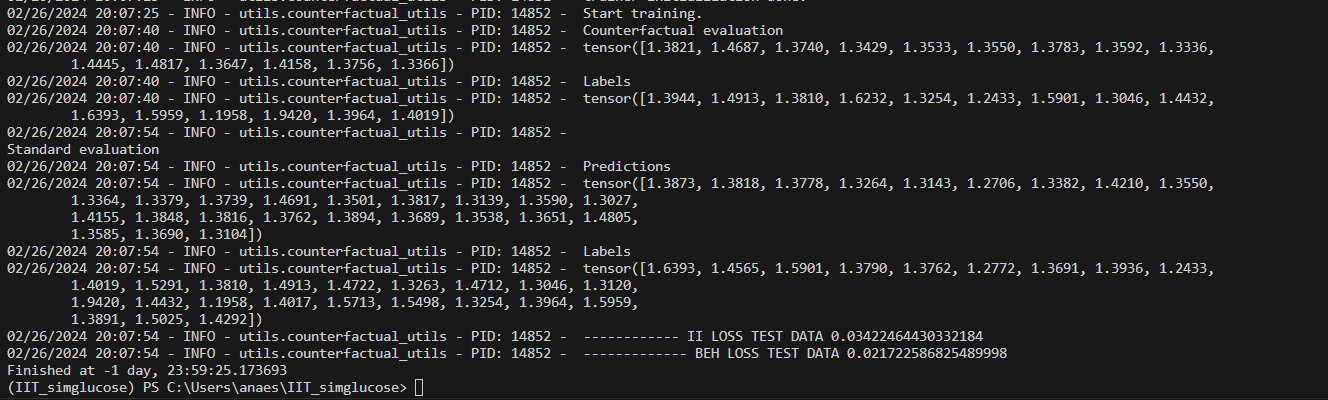 02/26/2024 20:07:25 - INFO - utils.counterfactual_utils - PID: 14852 -  Start training.
02/26/2024 20:07:40 - INFO - utils.counterfactual_utils - PID: 14852 -  Counterfactual evaluation
02/26/2024 20:07:40 - INFO - utils.counterfactual_utils - PID: 14852 -  tensor([1.3821, 1.4687, 1.3740, 1.3429, 1.3533, 1.3550, 1.3783, 1.3592, 1.3336,
        1.4445, 1.4817, 1.3647, 1.4158, 1.3756, 1.3366])
02/26/2024 20:07:40 - INFO - utils.counterfactual_utils - PID: 14852 -  Labels
02/26/2024 20:07:40 - INFO - utils.counterfactual_utils - PID: 14852 -  tensor([1.3944, 1.4913, 1.3810, 1.6232, 1.3254, 1.2433, 1.5901, 1.3046, 1.4432,
        1.6393, 1.5959, 1.1958, 1.9420, 1.3964, 1.4019])
02/26/2024 20:07:54 - INFO - utils.counterfactual_utils - PID: 14852 - 
Standard evaluation
02/26/2024 20:07:54 - INFO - utils.counterfactual_utils - PID: 14852 -  Predictions
02/26/2024 20:07:54 - INFO - utils.counterfactual_utils - PID: 14852 -  tensor([1.3873, 1.3818, 1.3778, 1.3264, 1.3143, 1.2706, 1.3382, 1.4210, 1.3550,
        1.3364, 1.3379, 1.3739, 1.4691, 1.3501, 1.3817, 1.3139, 1.3590, 1.3027,
        1.4155, 1.3848, 1.3816, 1.3762, 1.3894, 1.3689, 1.3538, 1.3651, 1.4805,
        1.3585, 1.3690, 1.3104])
02/26/2024 20:07:54 - INFO - utils.counterfactual_utils - PID: 14852 -  Labels
02/26/2024 20:07:54 - INFO - utils.counterfactual_utils - PID: 14852 -  tensor([1.6393, 1.4565, 1.5901, 1.3790, 1.3762, 1.2772, 1.3691, 1.3936, 1.2433,
        1.4019, 1.5291, 1.3810, 1.4913, 1.4722, 1.3263, 1.4712, 1.3046, 1.3120,
        1.9420, 1.4432, 1.1958, 1.4017, 1.5713, 1.5498, 1.3254, 1.3964, 1.5959,
        1.3891, 1.5025, 1.4292])
02/26/2024 20:07:54 - INFO - utils.counterfactual_utils - PID: 14852 -  ------------ II LOSS TEST DATA 0.03422464430332184
02/26/2024 20:07:54 - INFO - utils.counterfactual_utils - PID: 14852 -  ------------- BEH LOSS TEST DATA 0.021722586825489998
Finished at -1 day, 23:59:25.173693
(IIT_simglucose) PS C:\Users\anaes\IIT_simglucose>